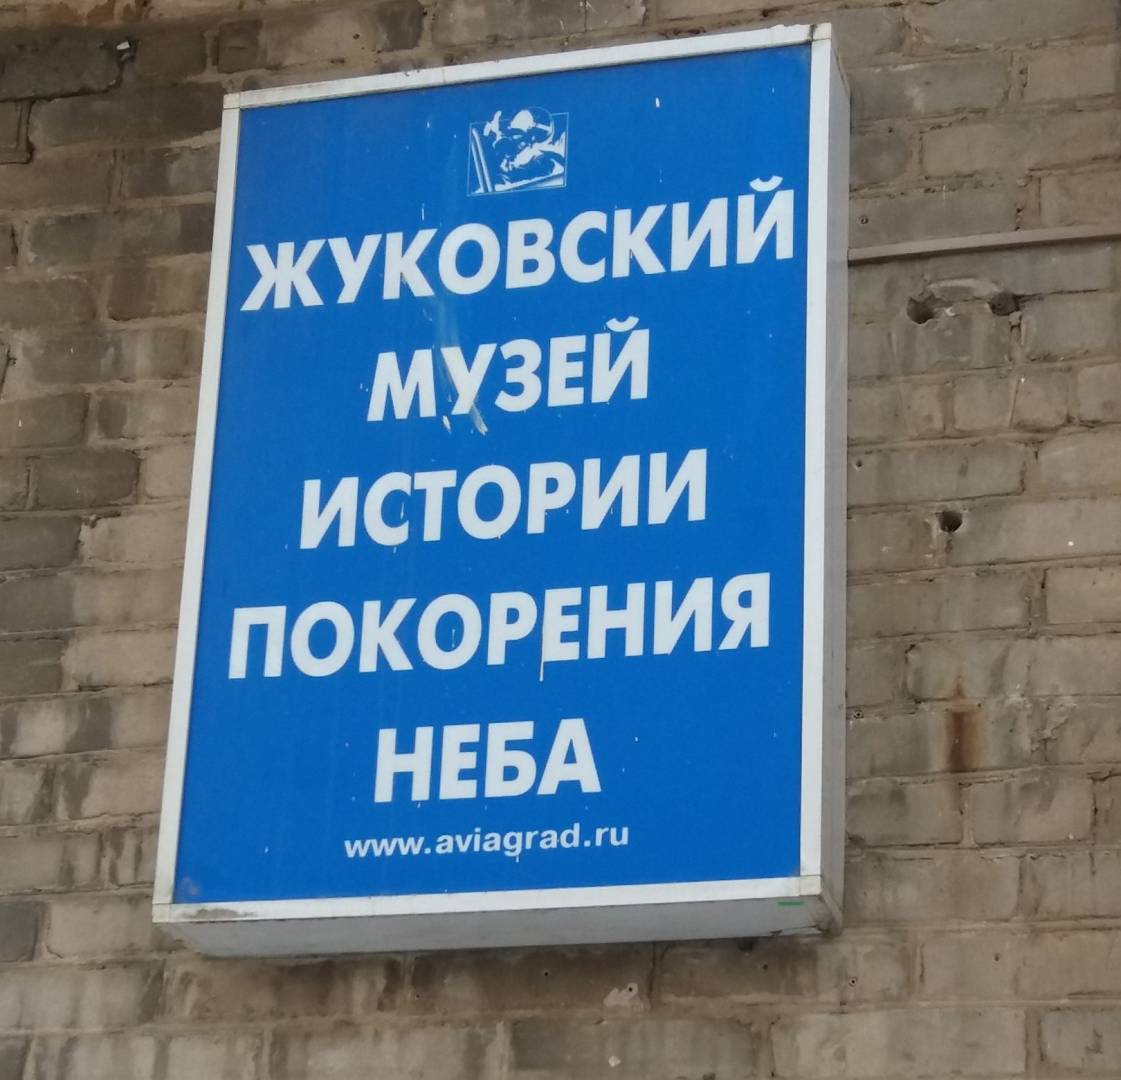 ЖУКОВСКИЙ
МУЗЕЙ
ИСТОРИИ
ПОКОРЕНИЯ
НЕБА
www.aviagrad.ru